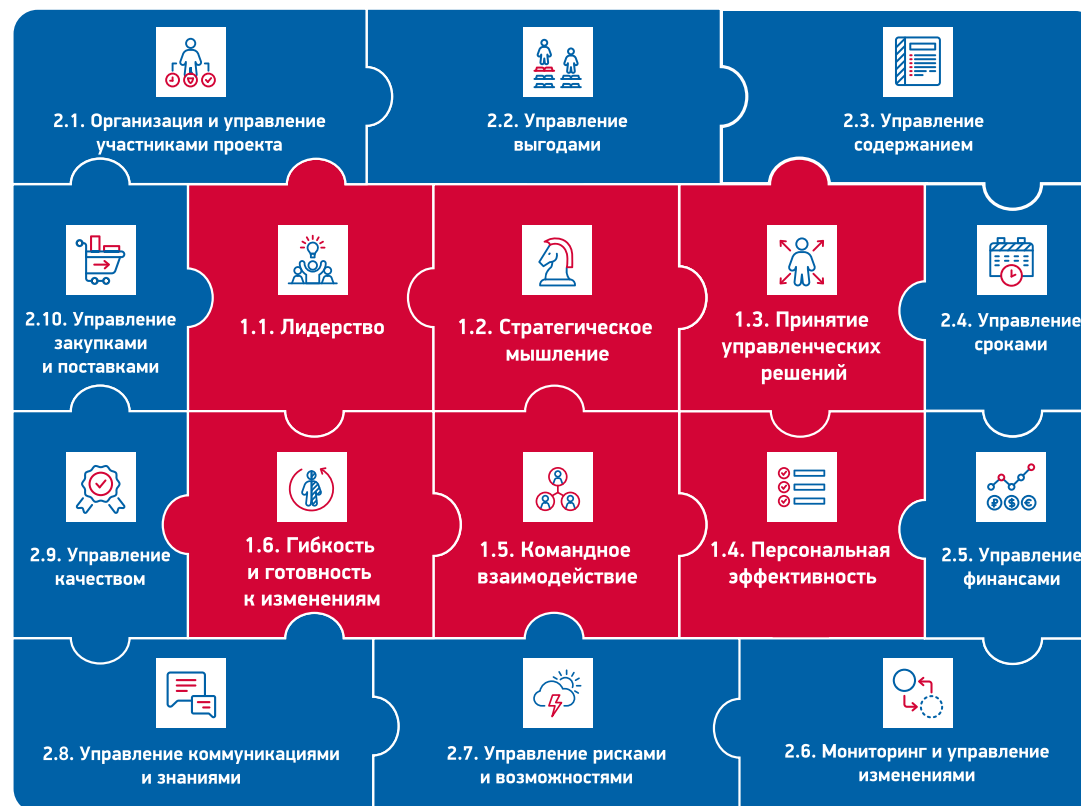 2.1. Организация и управление
участниками проекта
2.2. Управление
выгодами
2.3. Управление
содержанием
2.10. Управление
закупками
и поставками
1.1. Лидерство
1.2. Стратегическое
мышление
1.3. Принятие
управленческих
решений
2.4. Управление
сроками
2.9. Управление
качеством
1.6. Гибкость
и готовность
к изменениям
1.5. Командное
взаимодействие
1.4. Персональная
эффективность
2.5. Управление
финансами
2.8. Управление коммуникациями
и знаниями
2.7. Управление рисками
и возможностями
2.6. Мониторинг и управление
изменениями